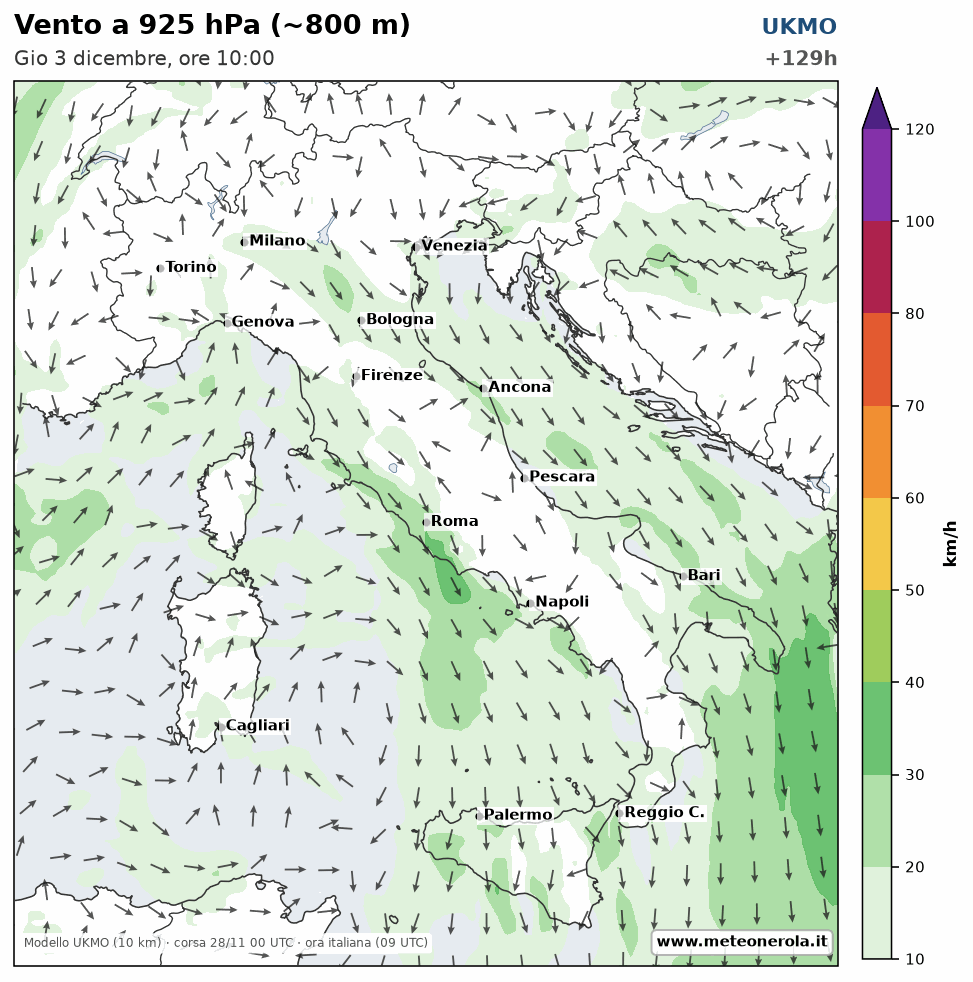 Vento a 925 hPa (~800 m)
UKMO
Gio 3 dicembre, ore 10:00
+129h
120
100
80
70
60
50
40
30
20
10
km/h
Milano
Venezia
Torino
Genova
Bologna
Firenze
Ancona
Pescara
Roma
Bari
Napoli
Cagliari
Palermo
Reggio C.
Modello UKMO (10 km) · corsa 28/11 00 UTC · ora italiana (09 UTC)
www.meteonerola.it